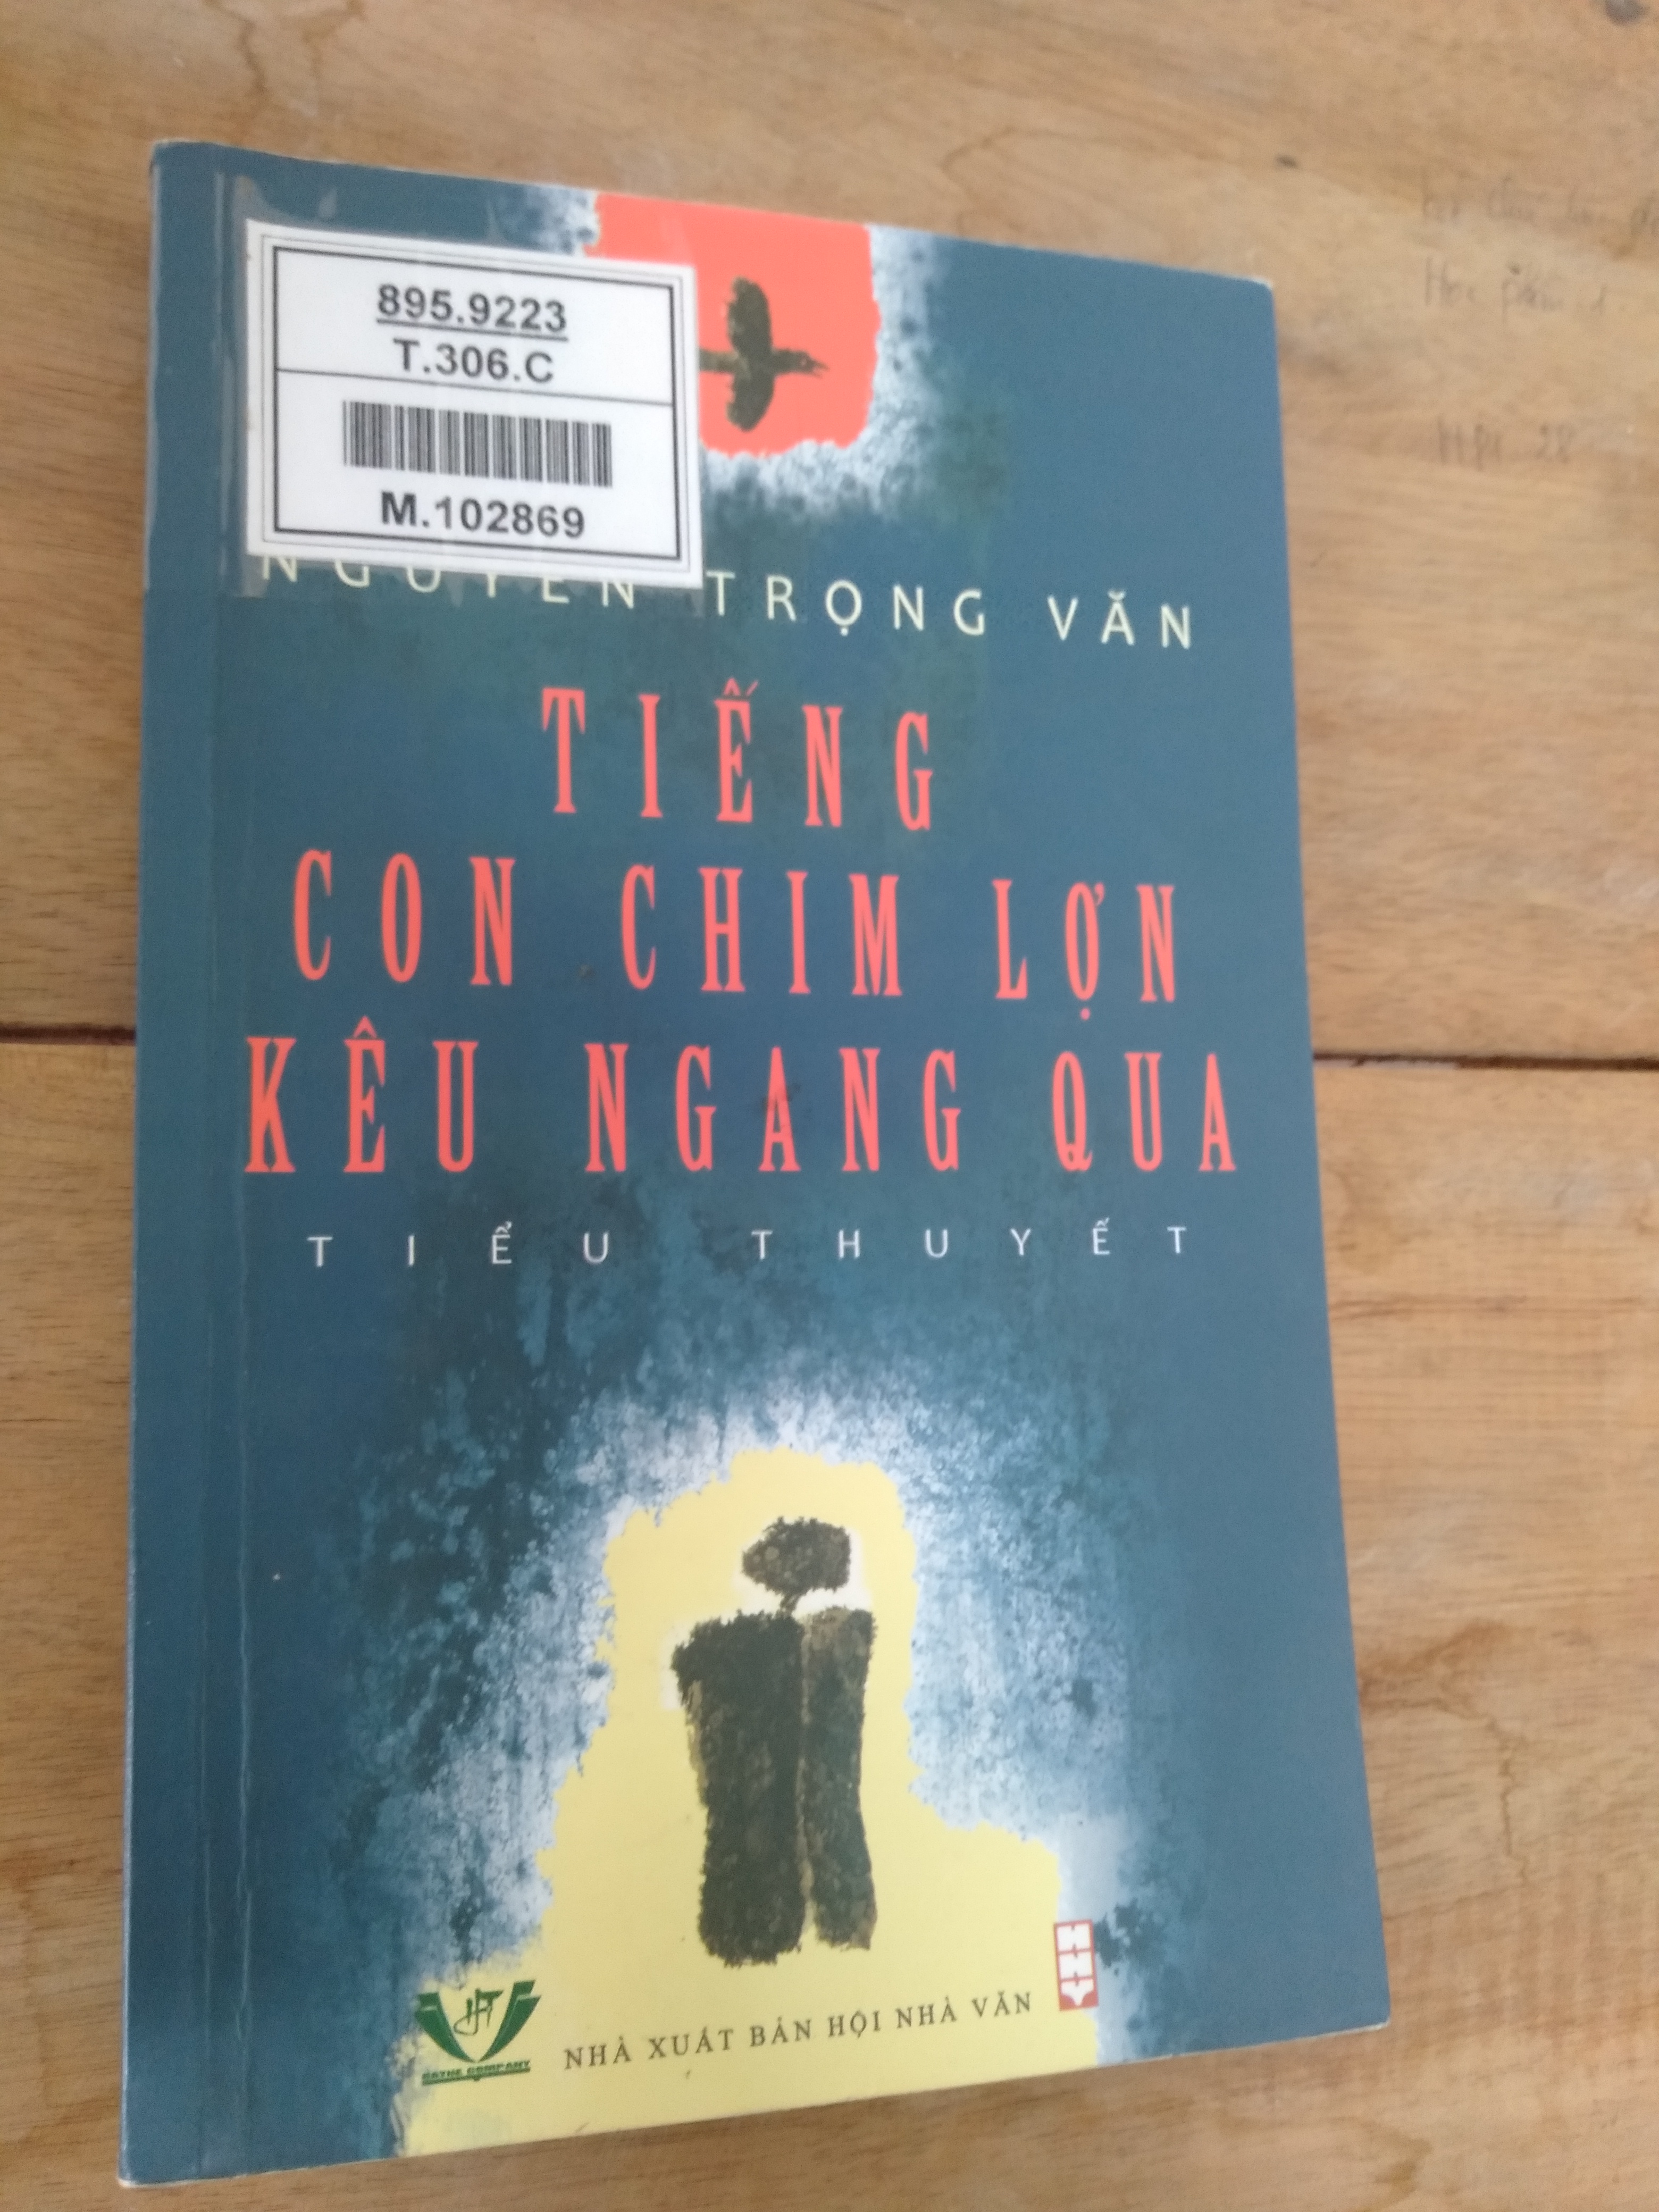 895.9223
T.306.C
M.102869
NGUYỄN TRỌNG VĂN
TIẾNG
CON CHIM LỢN
KÊU NGANG QUA
TIỂU THUYẾT
NHÀ XUẤT BẢN HỘI NHÀ VĂN
HNV